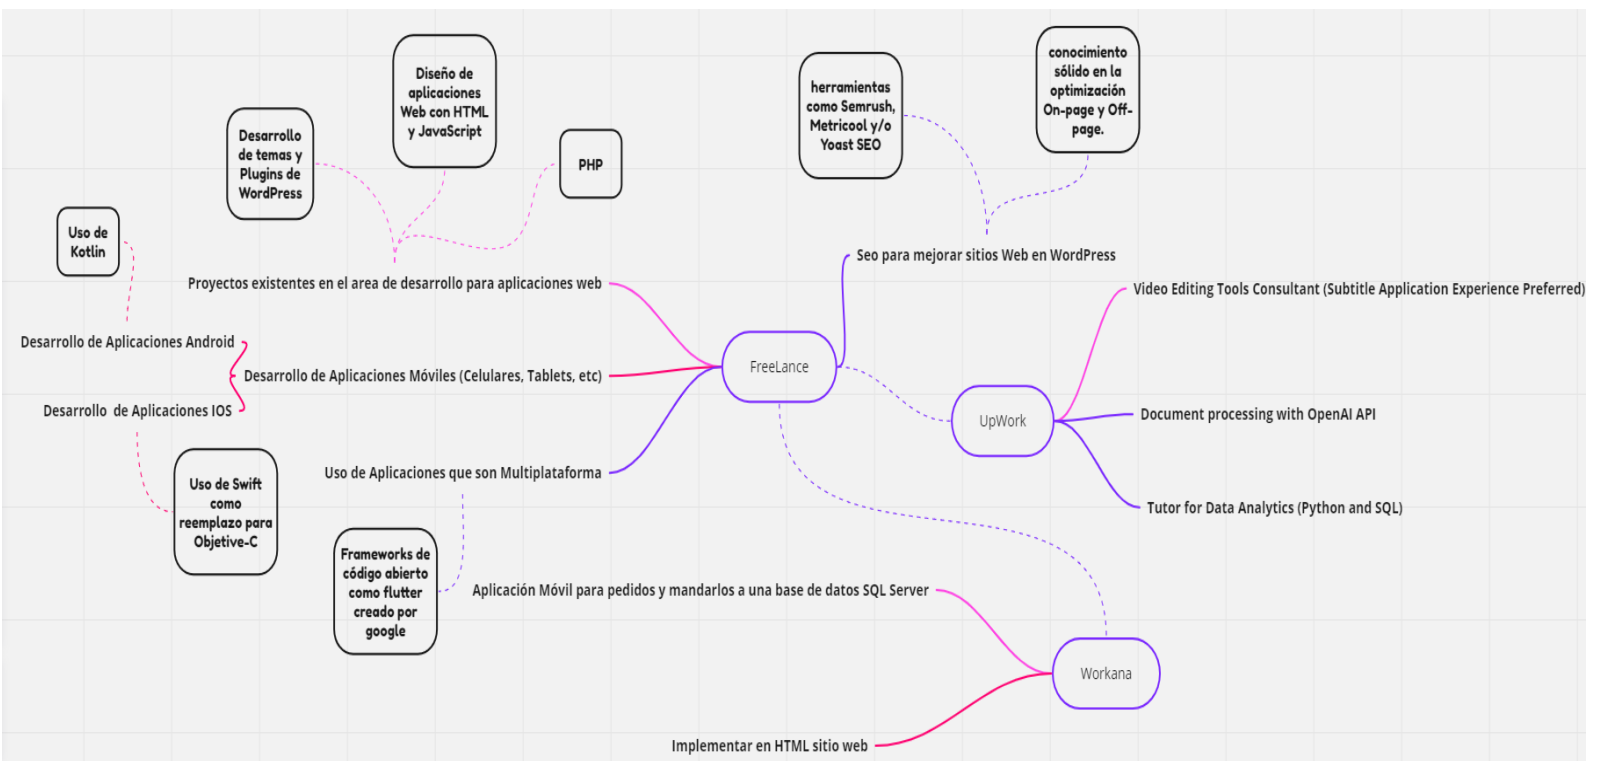 Diseño de
aplicaciones
Web con HTML
y JavaScript
Desarrollo
de temas y
Plugins de
WordPress
PHP
Uso de
Kotlin
herramientas
como Semrush,
Metricool y/o
Yoast SEO
conocimiento
sólido en la
optimización
On-page y Off-
page.
Seo para mejorar sitios Web en WordPress
Proyectos existentes en el area de desarrollo para aplicaciones web
Video Editing Tools Consultant (Subtitle Application Experience Preferred)
Desarrollo de Aplicaciones Android
Desarrollo de Aplicaciones Móviles (Celulares, Tablets, etc)
FreeLance
Desarrollo de Aplicaciones IOS
UpWork
Document processing with OpenAI API
Uso de Aplicaciones que son Multiplataforma
Tutor for Data Analytics (Python and SQL)
Uso de Swift
como
reemplazo para
Objetive-C
Frameworks de
código abierto
como flutter
creado por
google
Aplicación Móvil para pedidos y mandarlos a una base de datos SQL Server
Workana
Implementar en HTML sitio web